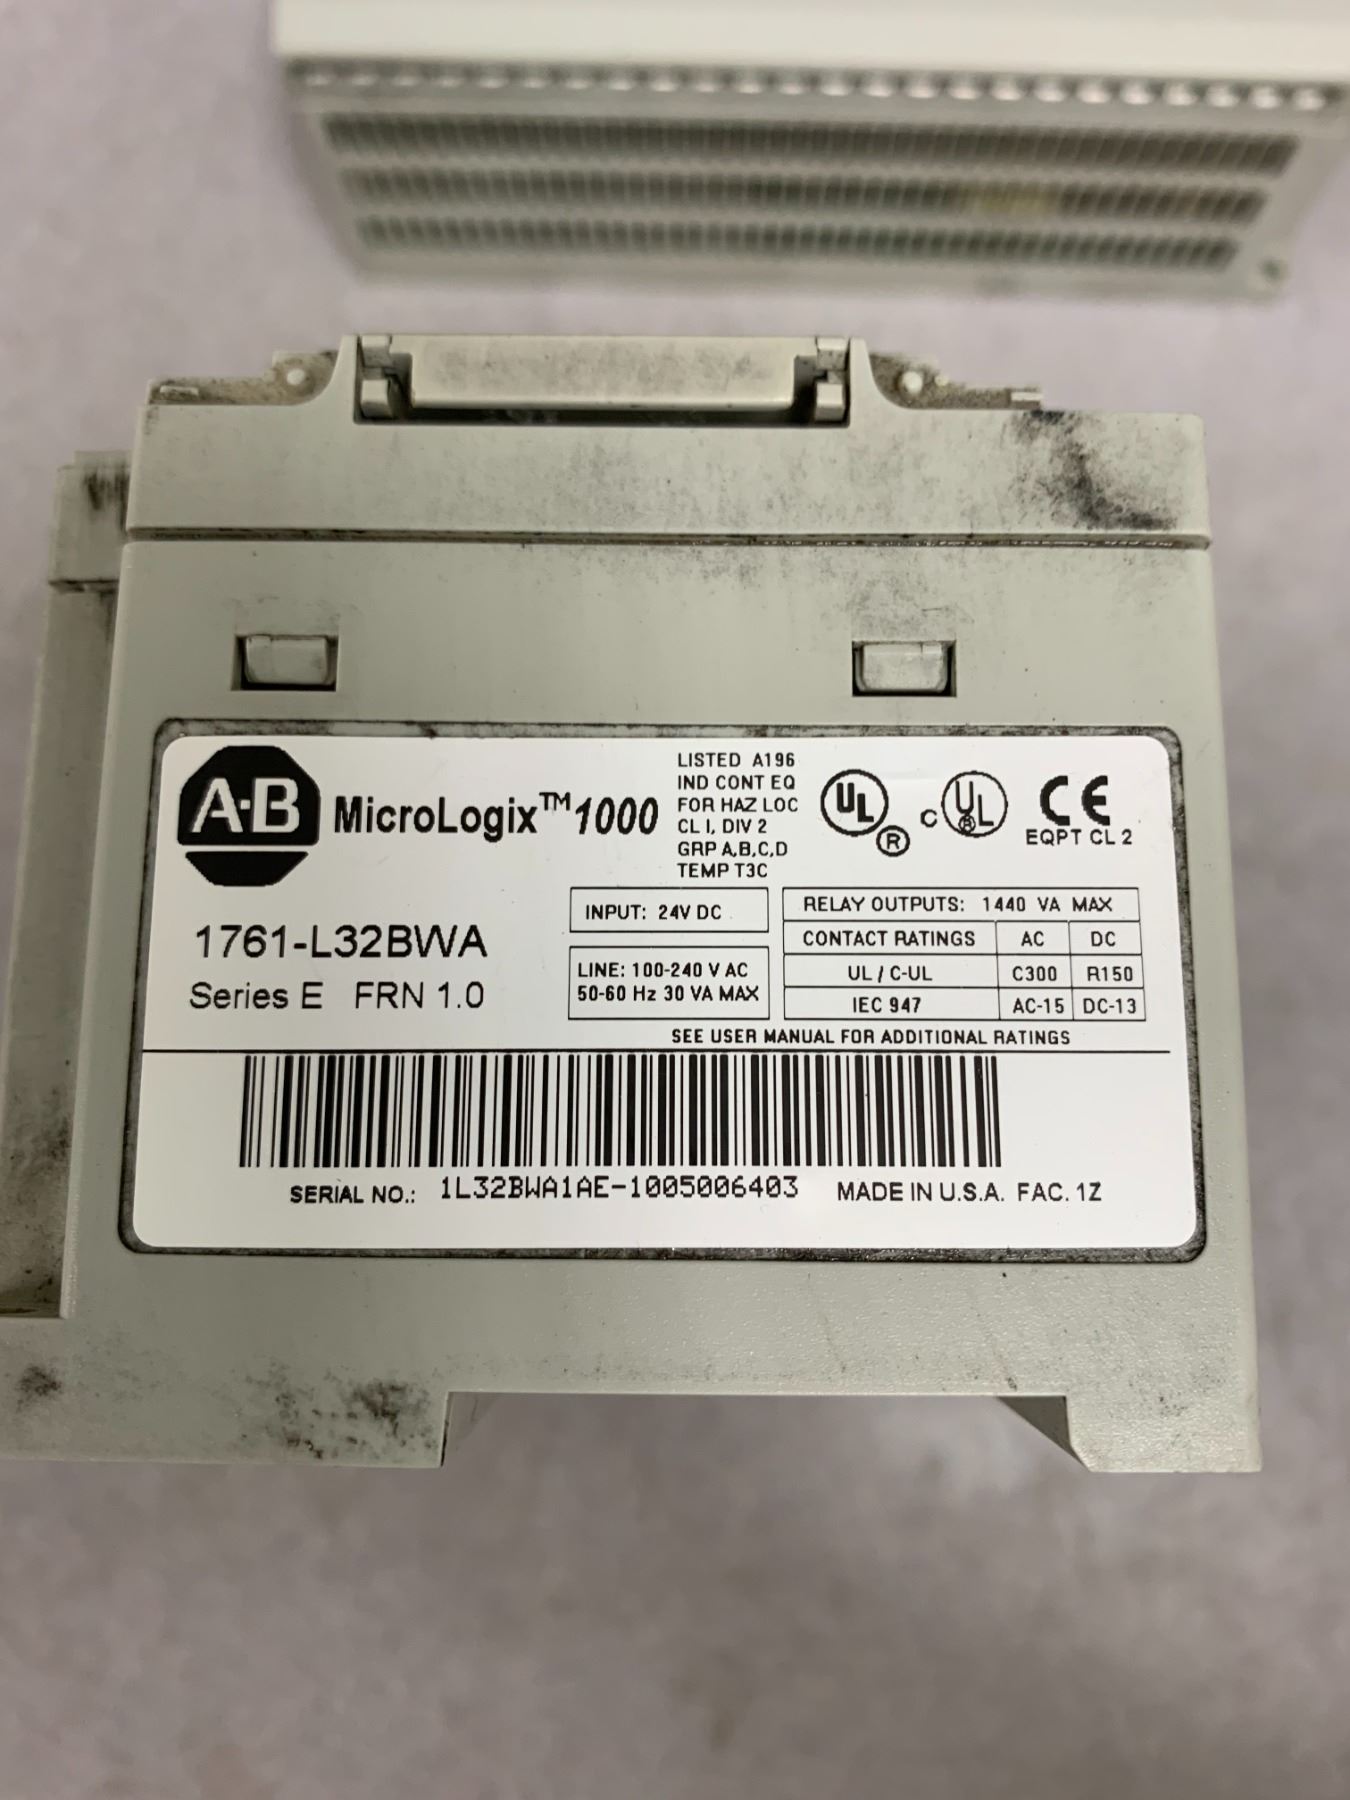 A-B
MicroLogix™1000
LISTED A196
IND CONT EQ
FOR HAZ LOC
CL I, DIV 2
GRP A,B,C,D
TEMP T3C
UL ®
C UL ®
CE
EQPT CL 2
1761-L32BWA
Series E FRN 1.0
INPUT: 24V DC
LINE: 100-240 V AC
50-60 Hz 30 VA MAX
RELAY OUTPUTS: 1440 VA MAX
CONTACT RATINGS AC DC
UL / C-UL C300 R150
IEC 947 AC-15 DC-13
SEE USER MANUAL FOR ADDITIONAL RATINGS
SERIAL NO.: 1L32BWA1AE-1005006403 MADE IN U.S.A. FAC. 1Z